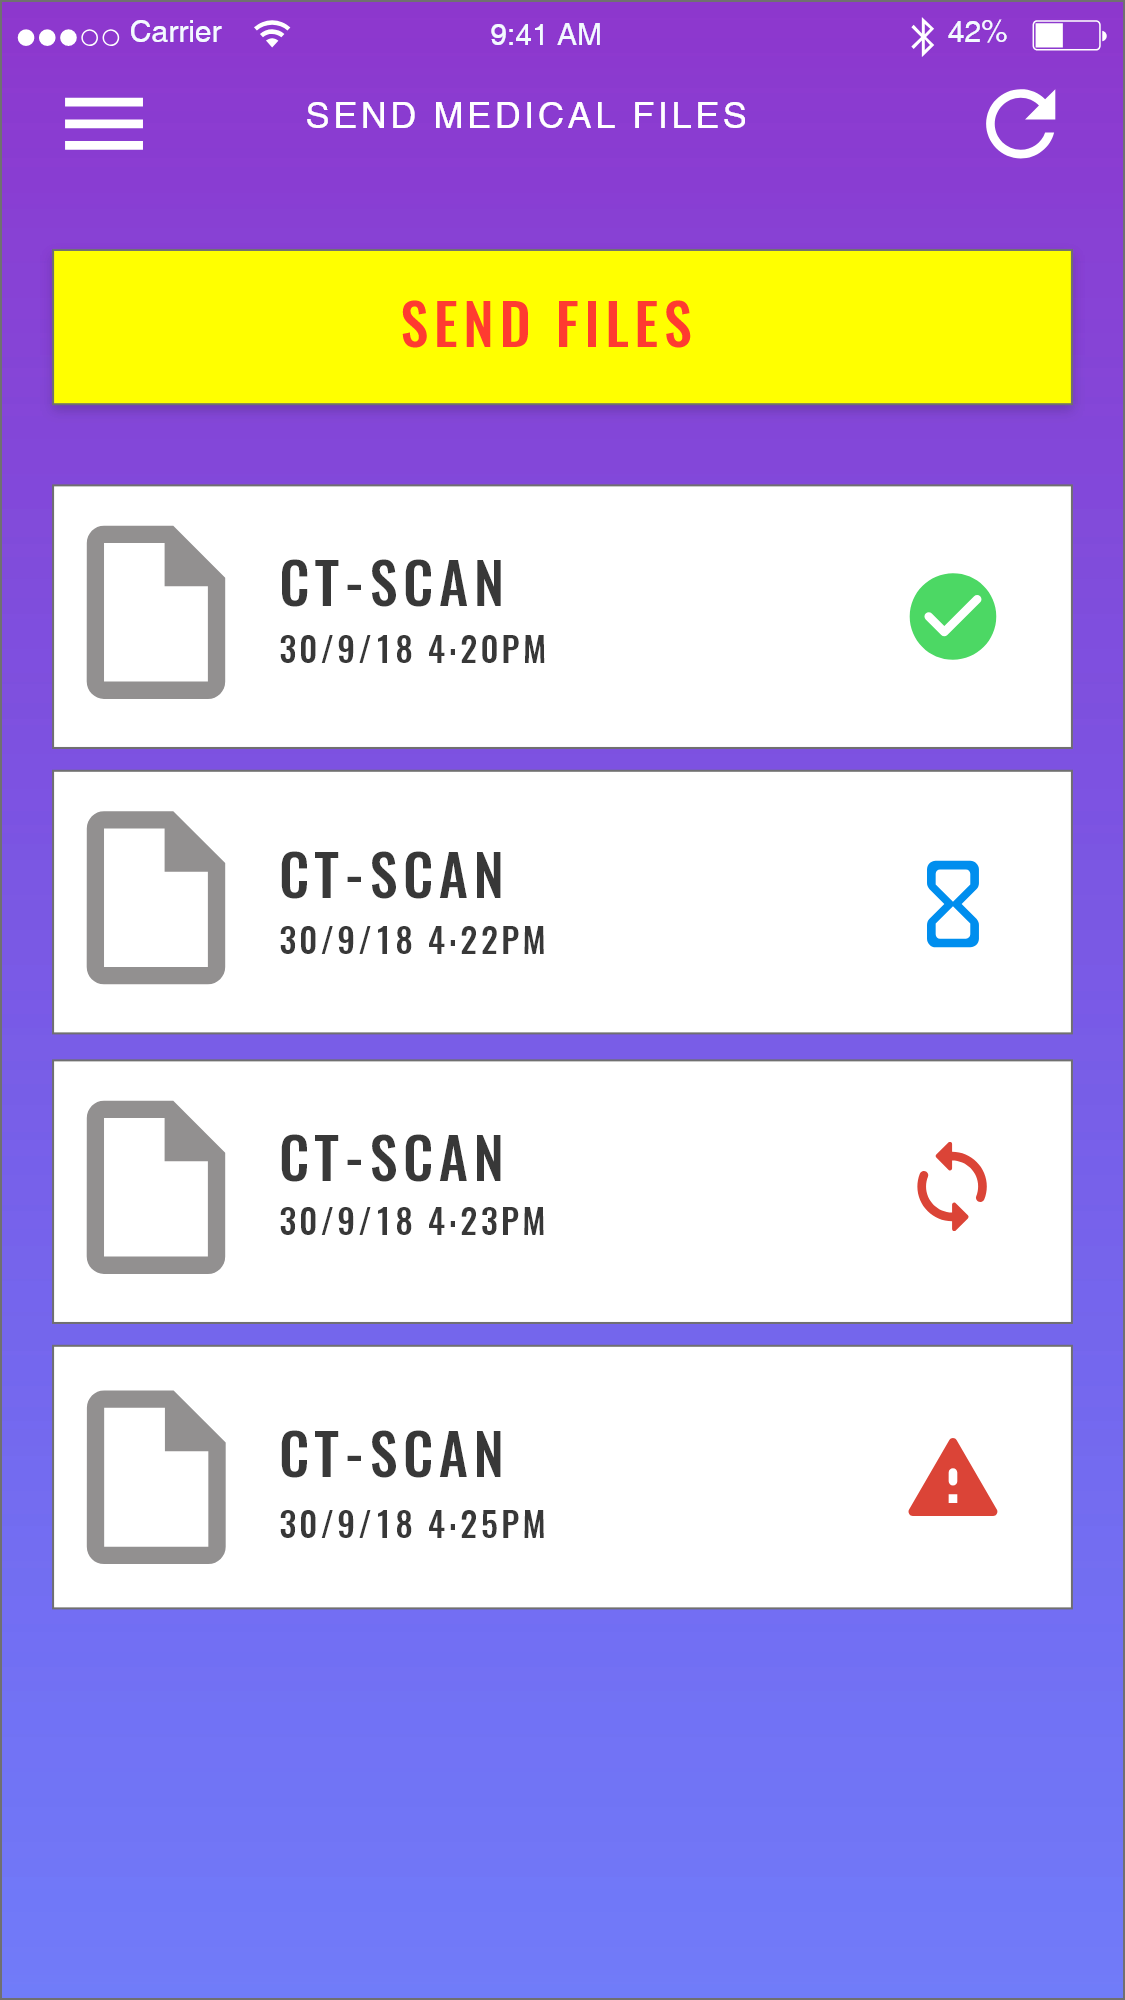 Carrier 9:41 AM 42%
SEND MEDICAL FILES
SEND FILES
CT-SCAN
30/9/18 4·20PM
CT-SCAN
30/9/18 4·22PM
CT-SCAN
30/9/18 4·23PM
CT-SCAN
30/9/18 4·25PM